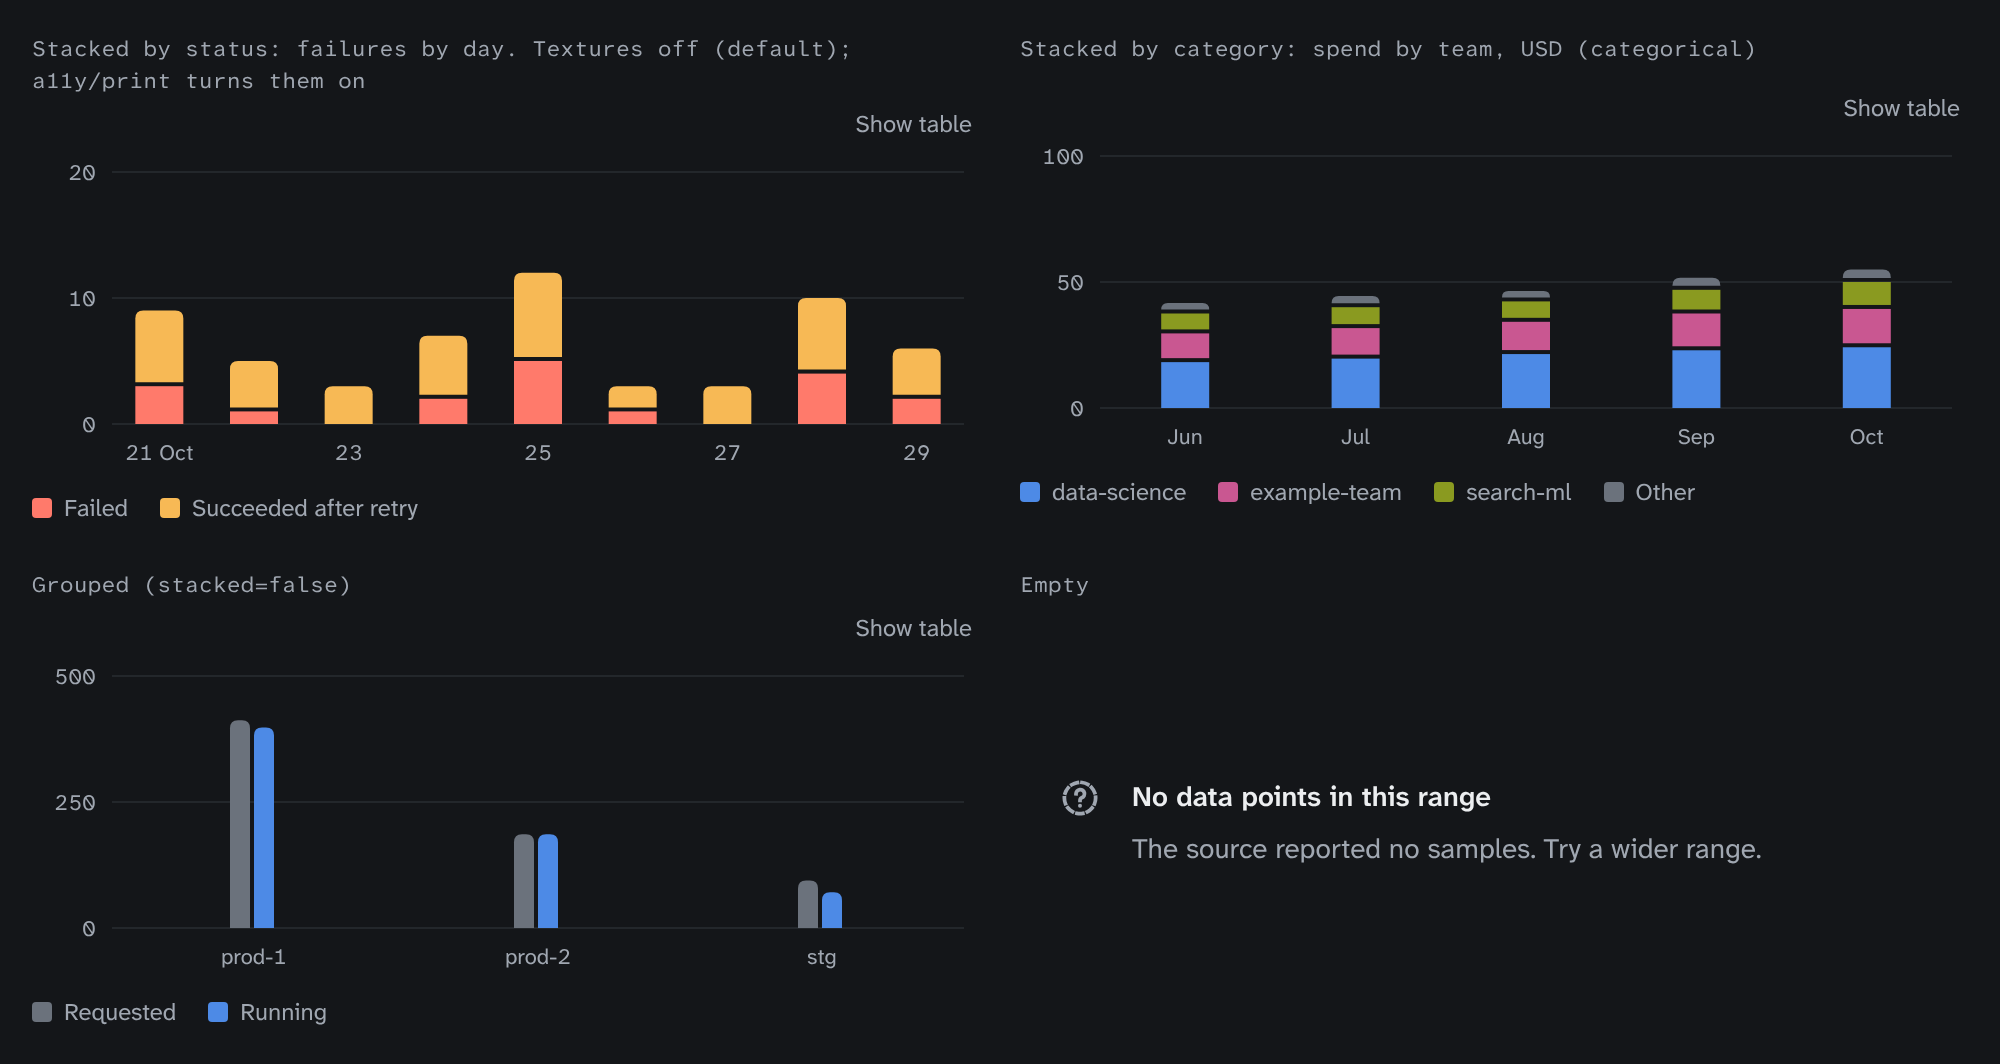 Stacked by status: failures by day. Textures off (default);
a11y/print turns them on
Show table
20
10
0
21 Oct
23
25
27
29
Failed
Succeeded after retry
Stacked by category: spend by team, USD (categorical)
Show table
100
50
0
Jun
Jul
Aug
Sep
Oct
data-science
example-team
search-ml
Other
Grouped (stacked=false)
Show table
500
250
0
prod-1
prod-2
stg
Requested
Running
Empty
No data points in this range
The source reported no samples. Try a wider range.